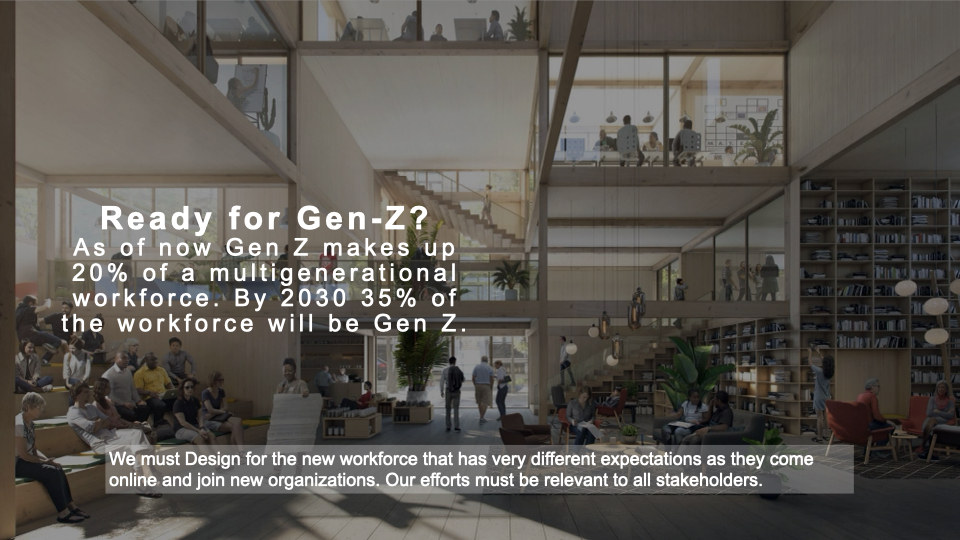 Ready for Gen-Z?
As of now Gen Z makes up
20% of a multigenerational
workforce. By 2030 35% of
the workforce will be Gen Z.
We must Design for the new workforce that has very different expectations as they come
online and join new organizations. Our efforts must be relevant to all stakeholders.